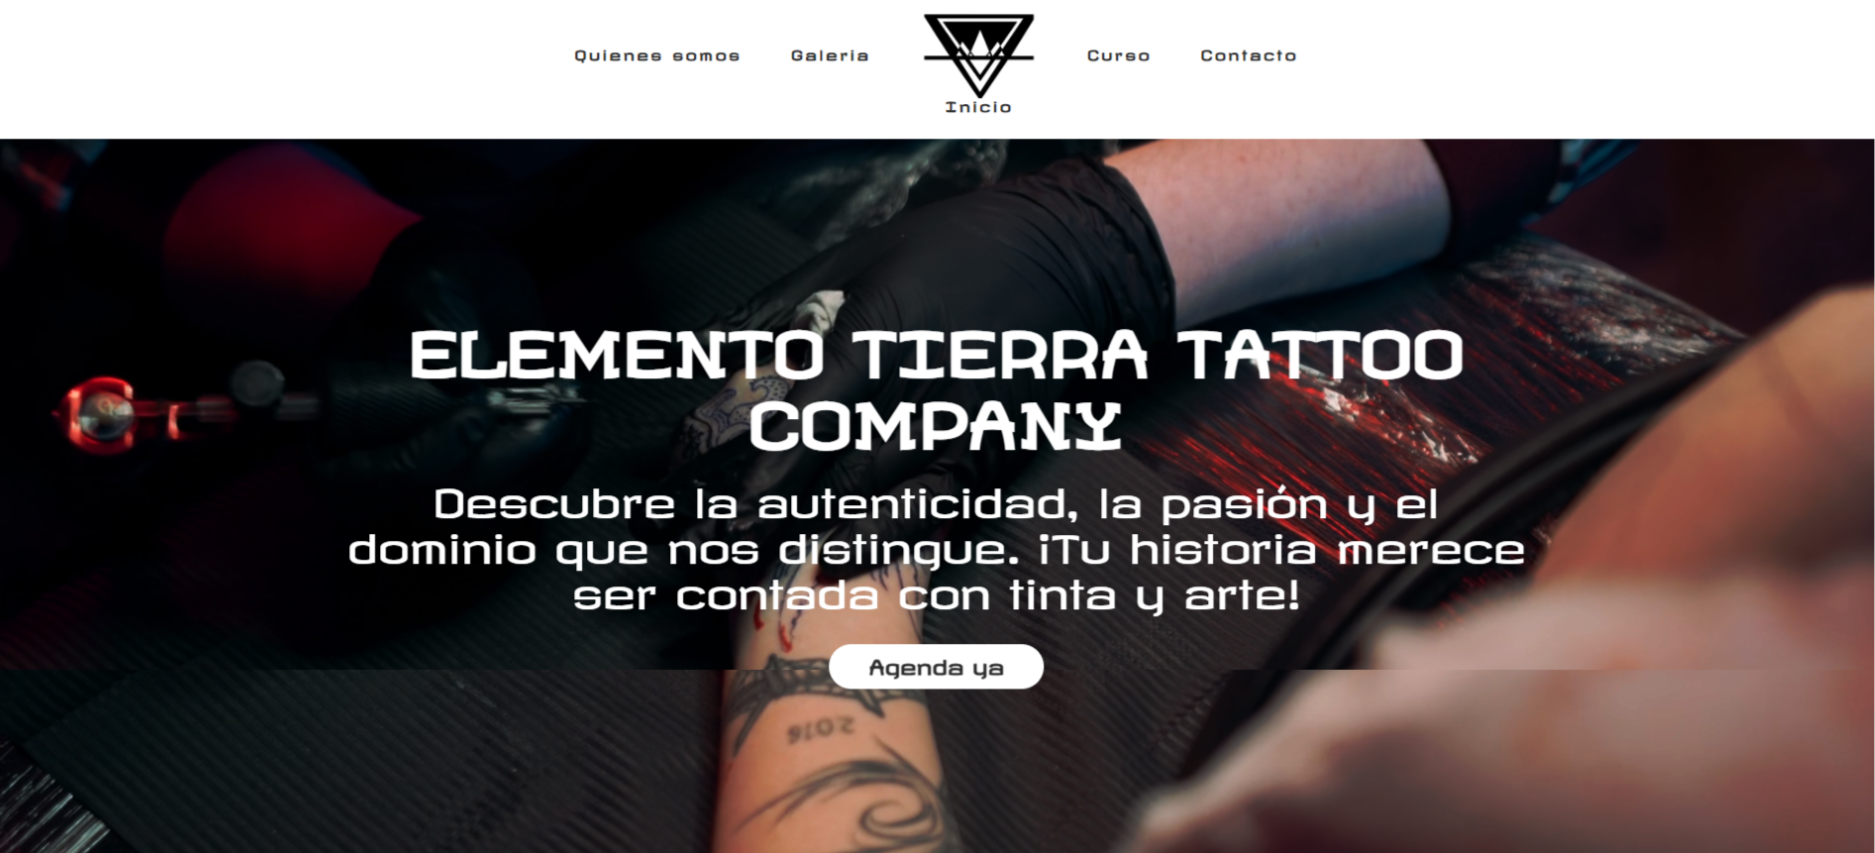 Quienes somos
Galeria
Inicio
Curso
Contacto
ELEMENTO TIERRA TATTOO
COMPANY
Descubre la autenticidad, la pasión y el
dominio que nos distingue. ¡Tu historia merece
ser contada con tinta y arte!
Agenda ya
2016